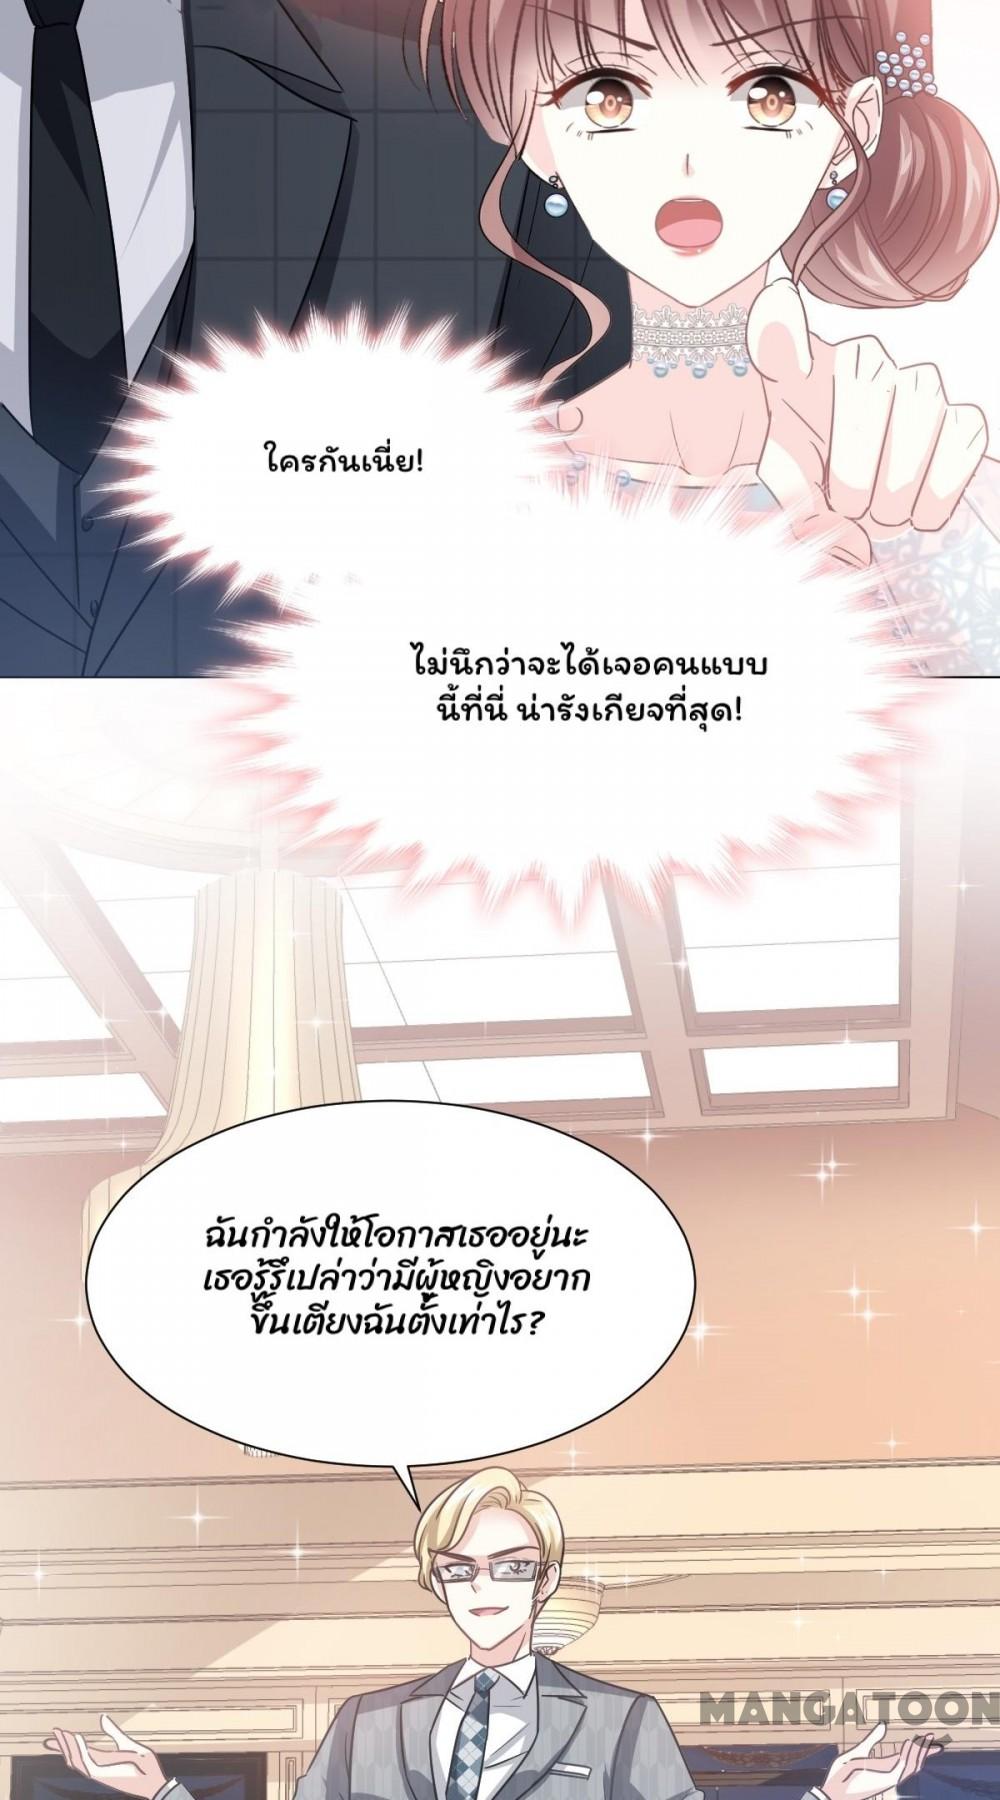 ใครกันเนี่ย!
ไม่นึกว่าจะได้เจอคนแบบ
นี้ที่นี่ น่ารังเกียจที่สุด!
ฉันกำลังให้โอกาสเธออยู่นะ
เธอรู้รึเปล่าว่ามีผู้หญิงอยาก
ขึ้นเตียงฉันตั้งเท่าไร?
MANGATOON